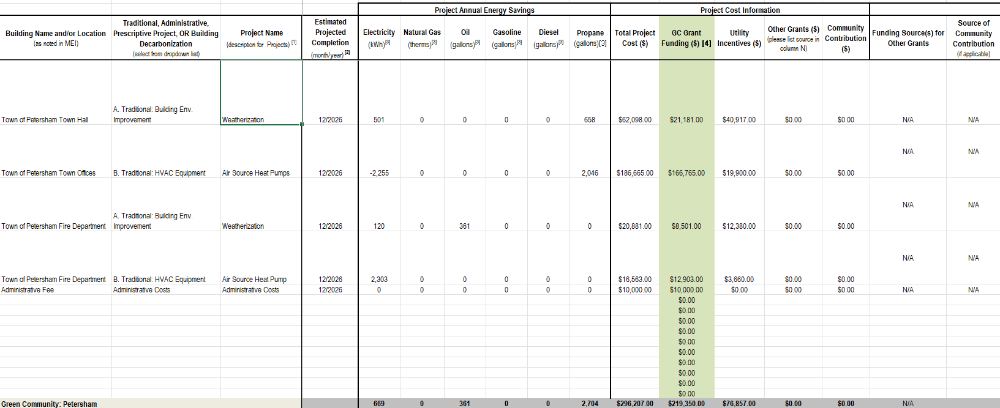 Project Annual Energy Savings Project Cost Information
Building Name and/or Location (as noted in MEI) Traditional, Administrative, Prescriptive Project, OR Building Decarbonization (select from dropdown list) Project Name (description for Projects) [1] Estimated Projected Completion (month/year) [2] Electricity (kWh)[3] Natural Gas (therms)[3] Oil (gallons)[3] Gasoline (gallons)[3] Diesel (gallons)[3] Propane (gallons)[3] Total Project Cost ($) GC Grant Funding ($) [4] Utility Incentives ($) Other Grants ($) (please list source in column N) Community Contribution ($) Funding Source(s) for Other Grants Source of Community Contribution (if applicable)
Town of Petersham Town Hall A. Traditional: Building Env. Improvement Weatherization 12/2026 501 0 0 0 0 658 $62,098.00 $21,181.00 $40,917.00 $0.00 $0.00 N/A N/A
Town of Petersham Town Offices B. Traditional: HVAC Equipment Air Source Heat Pumps 12/2026 -2,255 0 0 0 0 2,046 $186,665.00 $166,765.00 $19,900.00 $0.00 $0.00 N/A N/A
Town of Petersham Fire Department A. Traditional: Building Env. Improvement Weatherization 12/2026 120 0 361 0 0 0 $20,881.00 $8,501.00 $12,380.00 $0.00 $0.00 N/A N/A
Town of Petersham Fire Department B. Traditional: HVAC Equipment Air Source Heat Pump 12/2026 2,303 0 0 0 0 0 $16,563.00 $12,903.00 $3,660.00 $0.00 $0.00 N/A N/A
Administrative Fee Administrative Costs Administrative Costs 12/2026 0 0 0 0 0 0 $10,000.00 $10,000.00 $0.00 $0.00 $0.00 N/A N/A
$0.00
$0.00
$0.00
$0.00
$0.00
$0.00
$0.00
$0.00
$0.00
$0.00
Green Community: Petersham 669 0 361 0 0 2,704 $296,207.00 $219,350.00 $76,857.00 $0.00 $0.00 N/A